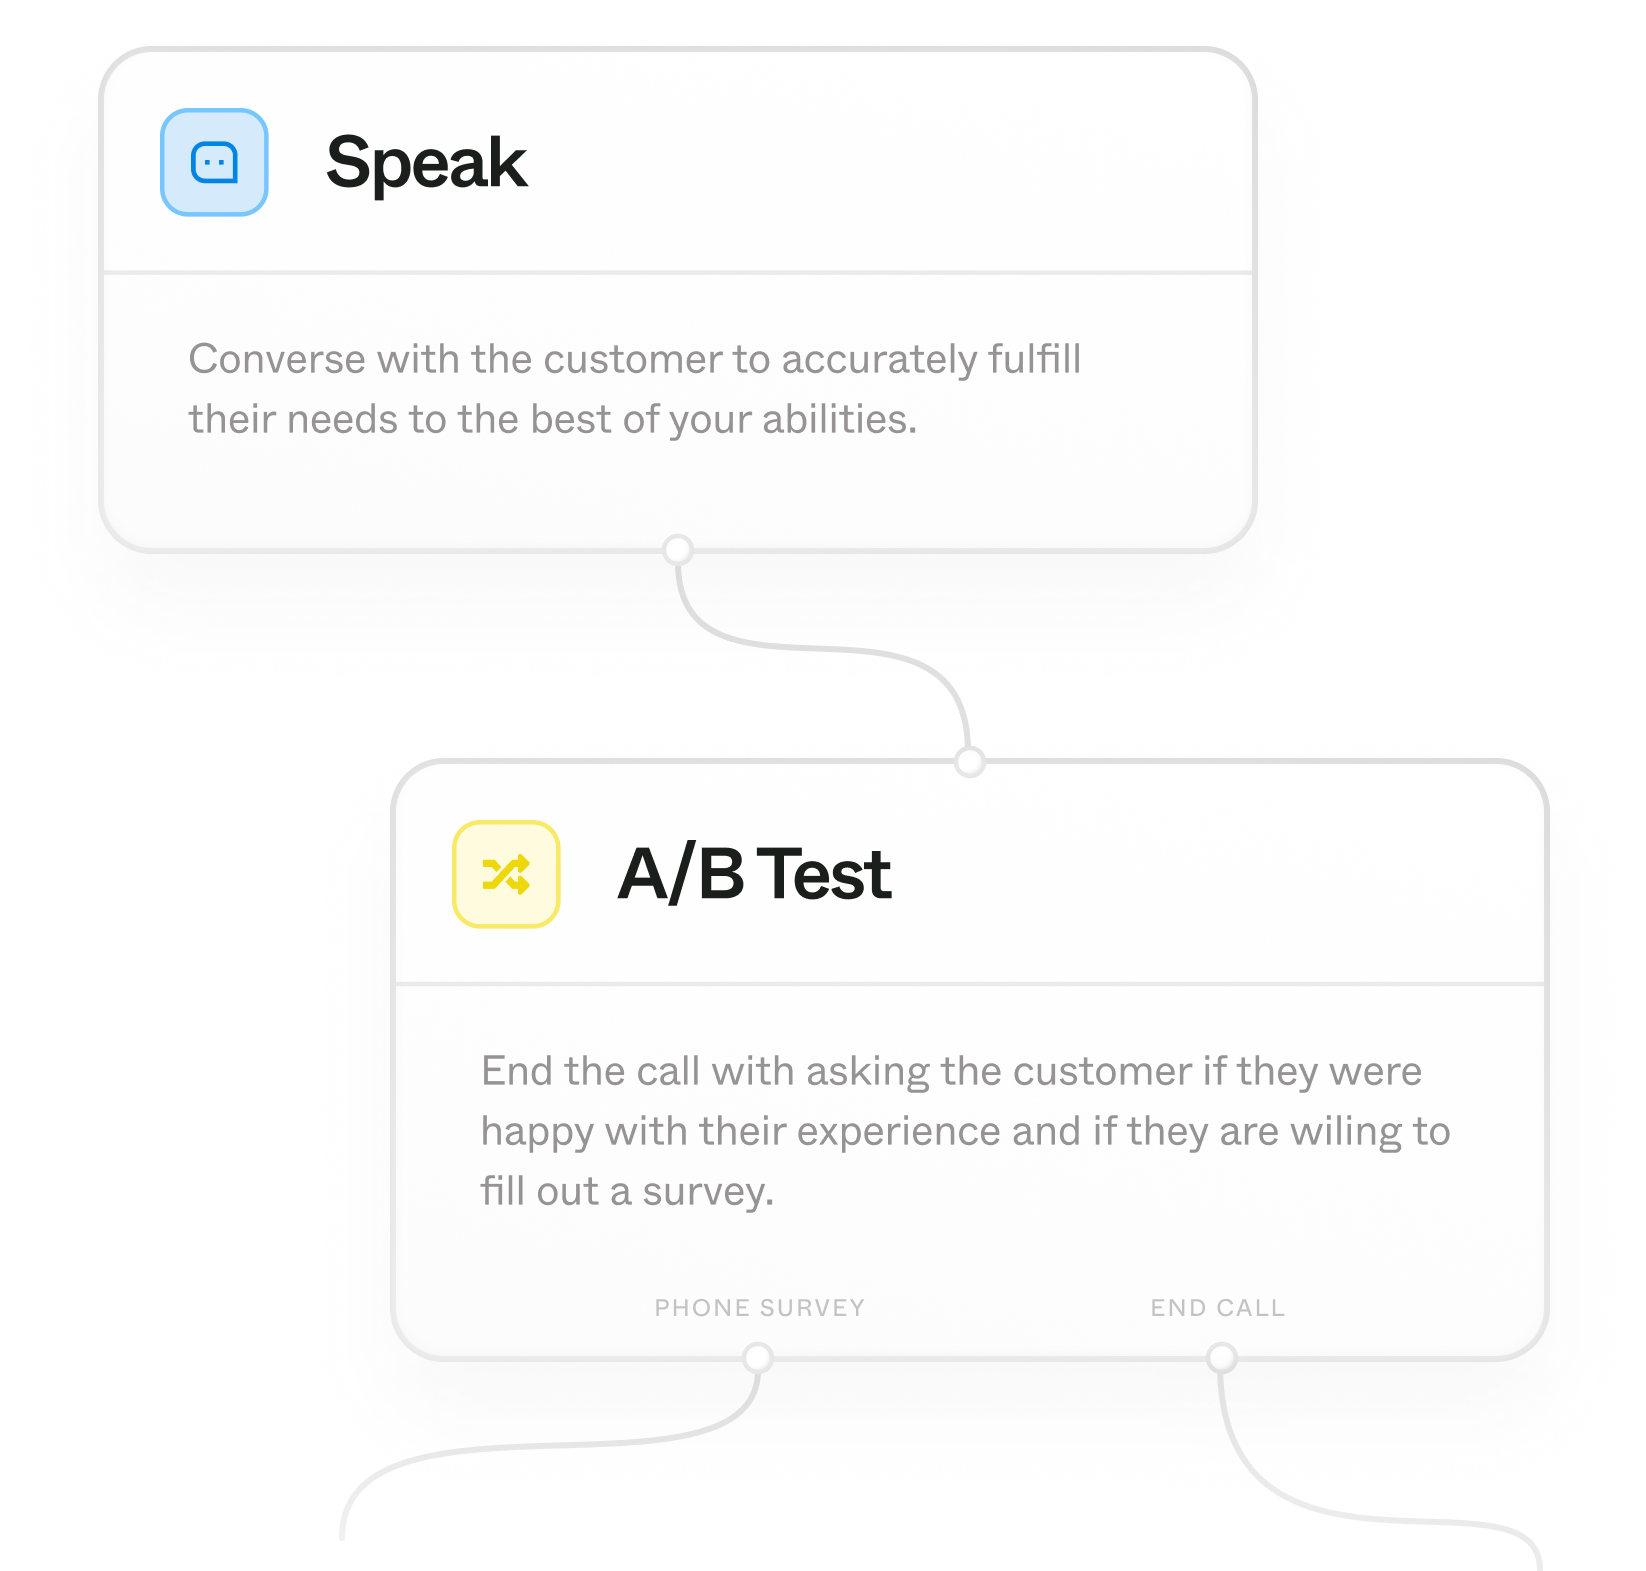 Speak
Converse with the customer to accurately fulfill
their needs to the best of your abilities.
A/B Test
End the call with asking the customer if they were
happy with their experience and if they are wiling to
fill out a survey.
PHONE SURVEY
END CALL